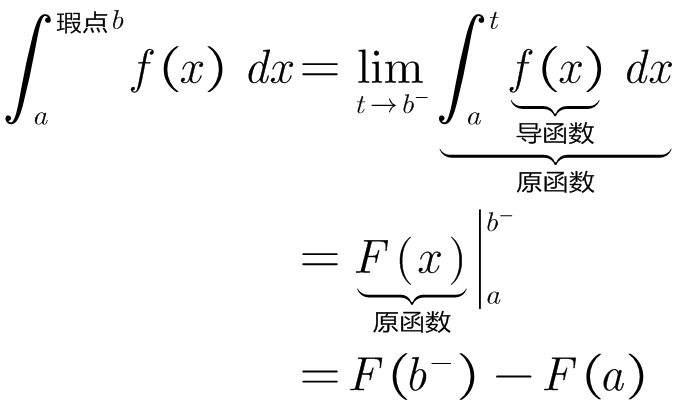 ∫_a^{瑕点 b} f(x) dx = lim_{t→b⁻} ∫_a^t f(x) dx
导函数
原函数
= F(x) |_a^{b⁻}
原函数
= F(b⁻) − F(a)